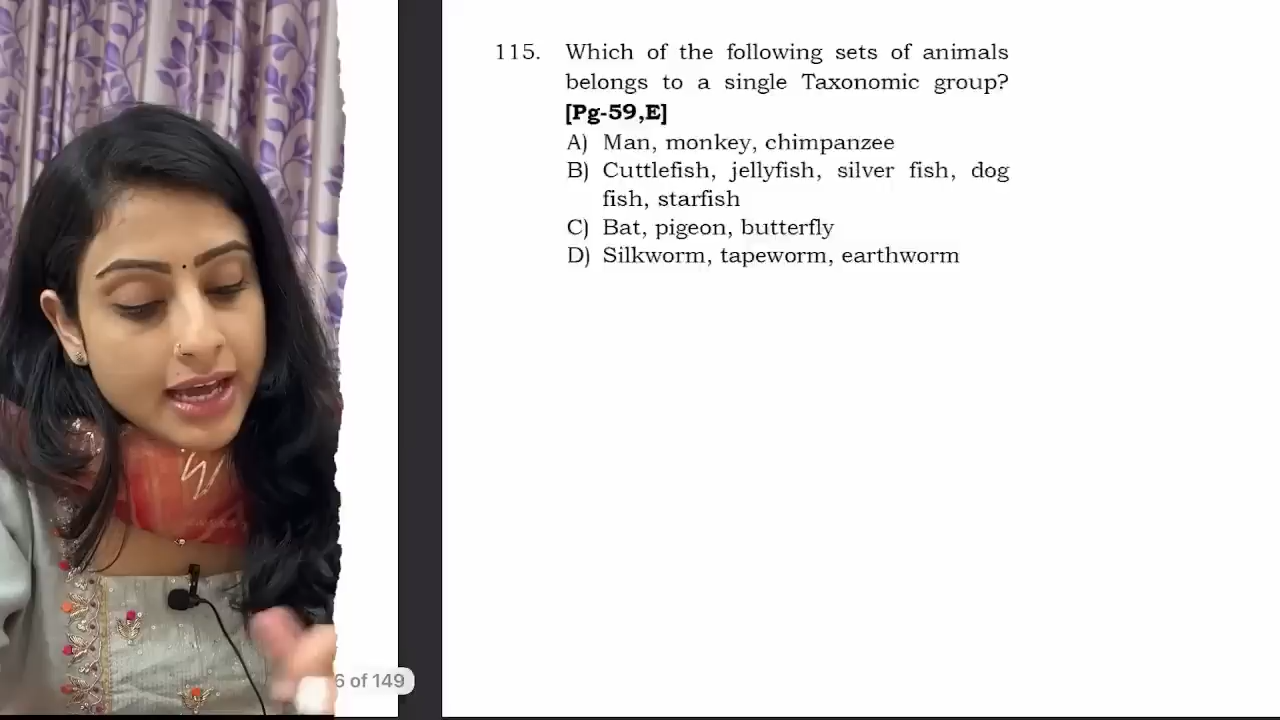 115. Which of the following sets of animals
belongs to a single Taxonomic group?
[Pg-59,E]
A) Man, monkey, chimpanzee
B) Cuttlefish, jellyfish, silver fish, dog
fish, starfish
C) Bat, pigeon, butterfly
D) Silkworm, tapeworm, earthworm
6 of 149